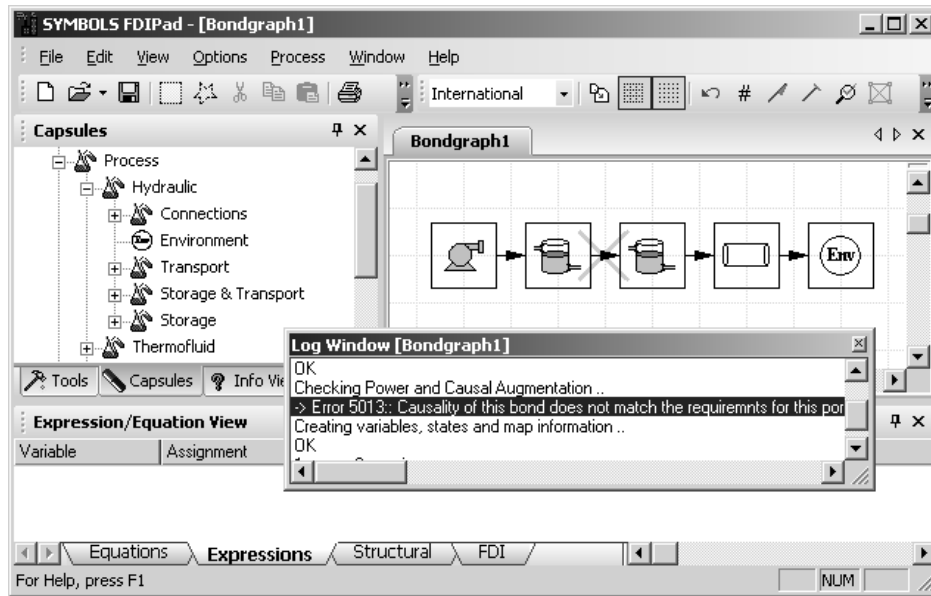 SYMBOLS FDIPad - [Bondgraph1]
File Edit View Options Process Window Help
International #
Capsules
Process
Hydraulic
Connections
Environment
Transport
Storage & Transport
Storage
Thermofluid
Tools Capsules Info Vie
Bondgraph1
Env
Log Window [Bondgraph1]
OK
Checking Power and Causal Augmentation ..
-> Error 5013:: Causality of this bond does not match the requiremnts for this por
Creating variables, states and map information ..
OK
Expression/Equation View
Variable Assignment
Equations Expressions Structural FDI
For Help, press F1 NUM